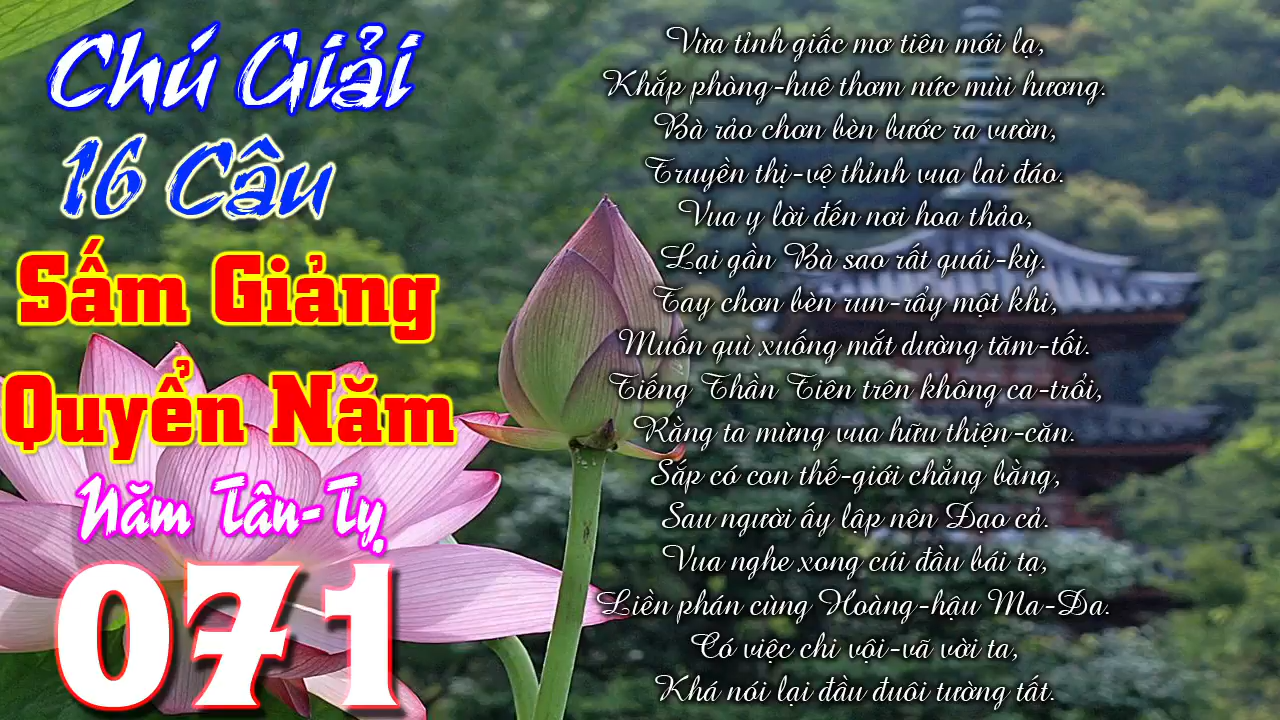 Chú Giải
16 Câu
Sấm Giảng
Quyển Năm
Năm Tân-Tỵ
071
Vừa tỉnh giấc mơ tiên mới lạ,
Khắp phòng-huê thơm nức mùi hương.
Bà rảo chơn bèn bước ra vườn,
Truyền thị-vệ thỉnh vua lai đáo.
Vua y lời đến nơi hoa thảo,
Lại gần Bà sao rất quái-kỳ.
Tay chơn bèn run-rẩy một khi,
Muốn quì xuống mắt dường tăm-tối.
Tiếng Thần Tiên trên không ca-trổi,
Rằng ta mừng vua hữu thiện-căn.
Sắp có con thế-giới chẳng bằng,
Sau người ấy lập nên Đạo cả.
Vua nghe xong cúi đầu bái tạ,
Liền phán cùng Hoàng-hậu Ma-Da.
Có việc chi vội-vã vời ta,
Khá nói lại đầu đuôi tường tất.